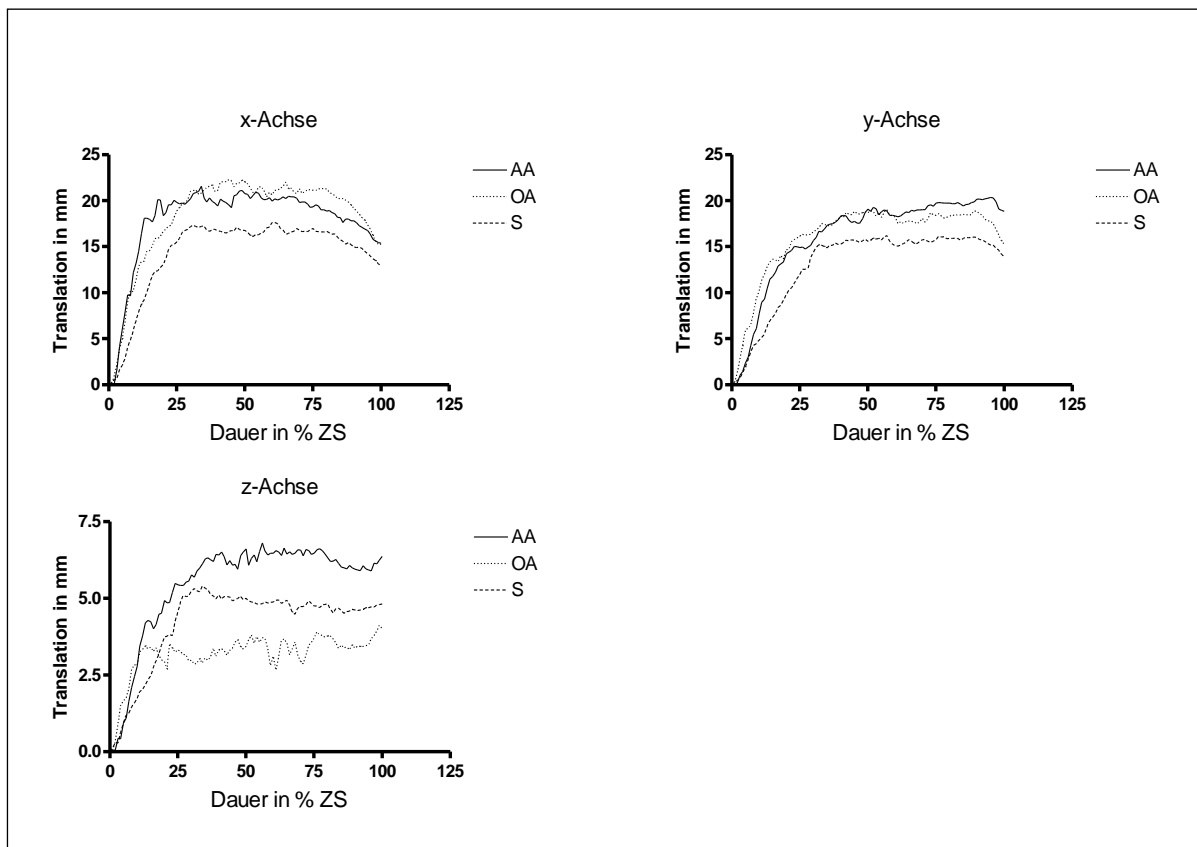 x-Achse
25
20
15
10
5
0
0 25 50 75 100 125
Translation in mm
Dauer in % ZS
AA
OA
S
y-Achse
25
20
15
10
5
0
0 25 50 75 100 125
Translation in mm
Dauer in % ZS
AA
OA
S
z-Achse
7.5
5.0
2.5
0.0
0 25 50 75 100 125
Translation in mm
Dauer in % ZS
AA
OA
S